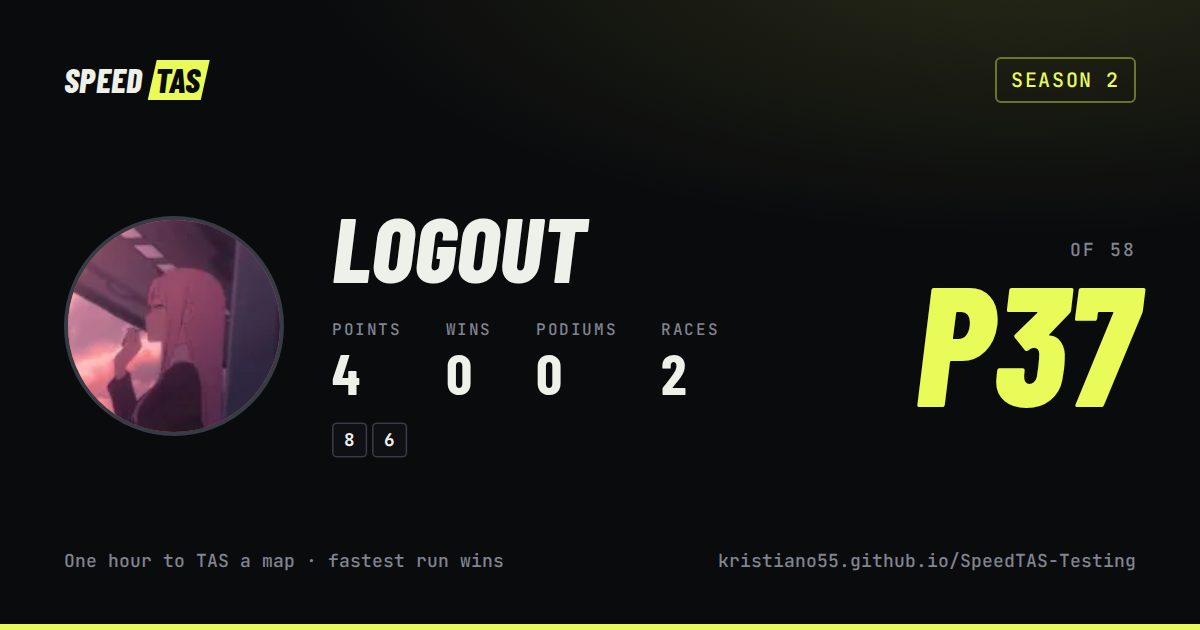 SPEED TAS
SEASON 2
LOGOUT
OF 58
P37
POINTS WINS PODIUMS RACES
4 0 0 2
8 6
One hour to TAS a map · fastest run wins
kristiano55.github.io/SpeedTAS-Testing